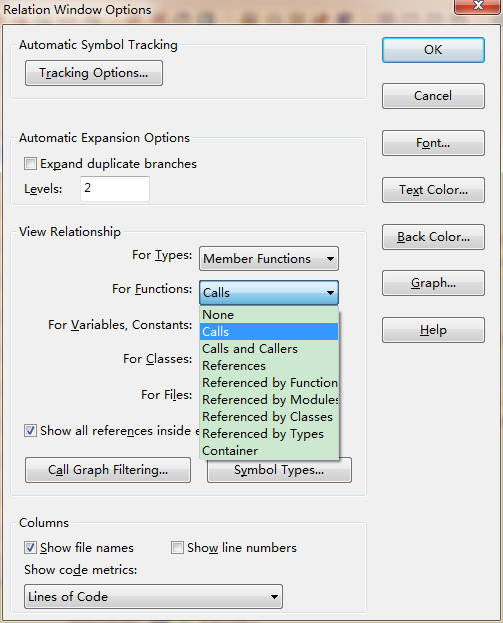 Relation Window Options
Automatic Symbol Tracking
Tracking Options...
OK
Cancel
Font...
Text Color...
Back Color...
Graph...
Help
Automatic Expansion Options
Expand duplicate branches
Levels: 2
View Relationship
For Types: Member Functions
For Functions: Calls
For Variables, Constants:
For Classes:
For Files:
None
Calls
Calls and Callers
References
Referenced by Function
Referenced by Modules
Referenced by Classes
Referenced by Types
Container
Show all references inside
Call Graph Filtering...
Symbol Types...
Columns
Show file names
Show line numbers
Show code metrics:
Lines of Code